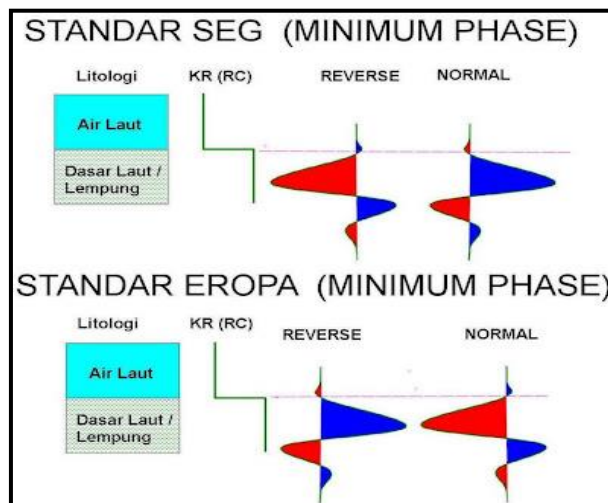 STANDAR SEG (MINIMUM PHASE)
Litologi KR (RC) REVERSE NORMAL
Air Laut
Dasar Laut /
Lempung
STANDAR EROPA (MINIMUM PHASE)
Litologi KR (RC) REVERSE NORMAL
Air Laut
Dasar Laut /
Lempung